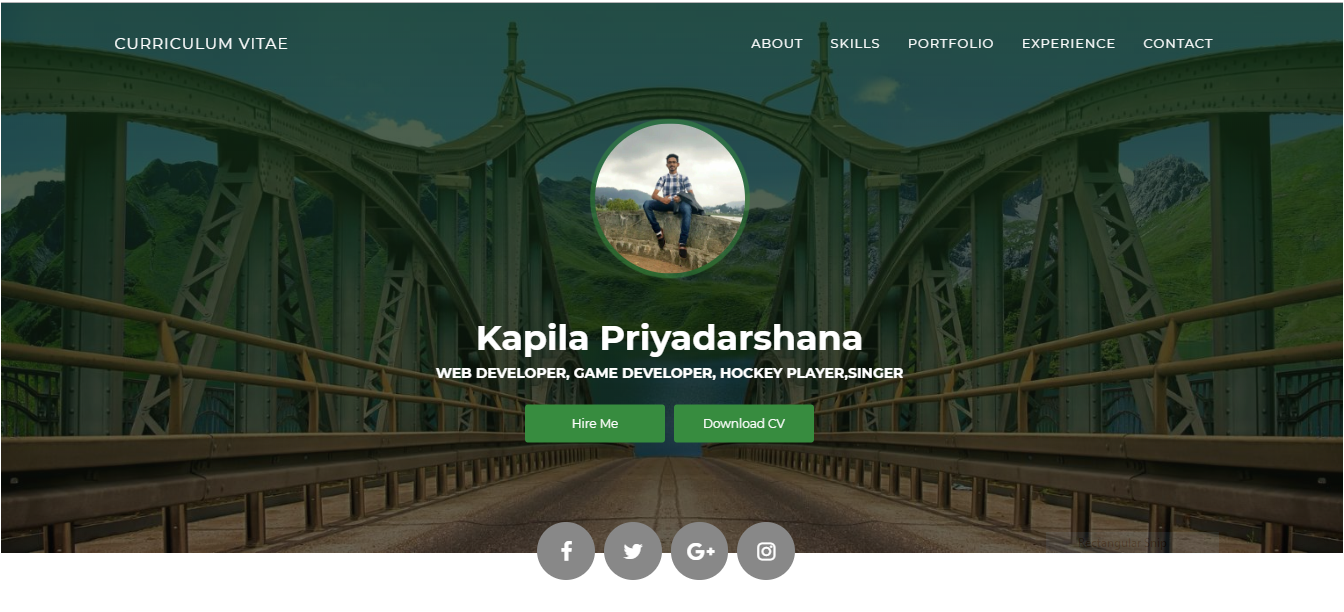 CURRICULUM VITAE
ABOUT SKILLS PORTFOLIO EXPERIENCE CONTACT
Kapila Priyadarshana
WEB DEVELOPER, GAME DEVELOPER, HOCKEY PLAYER,SINGER
Hire Me
Download CV
f
G+